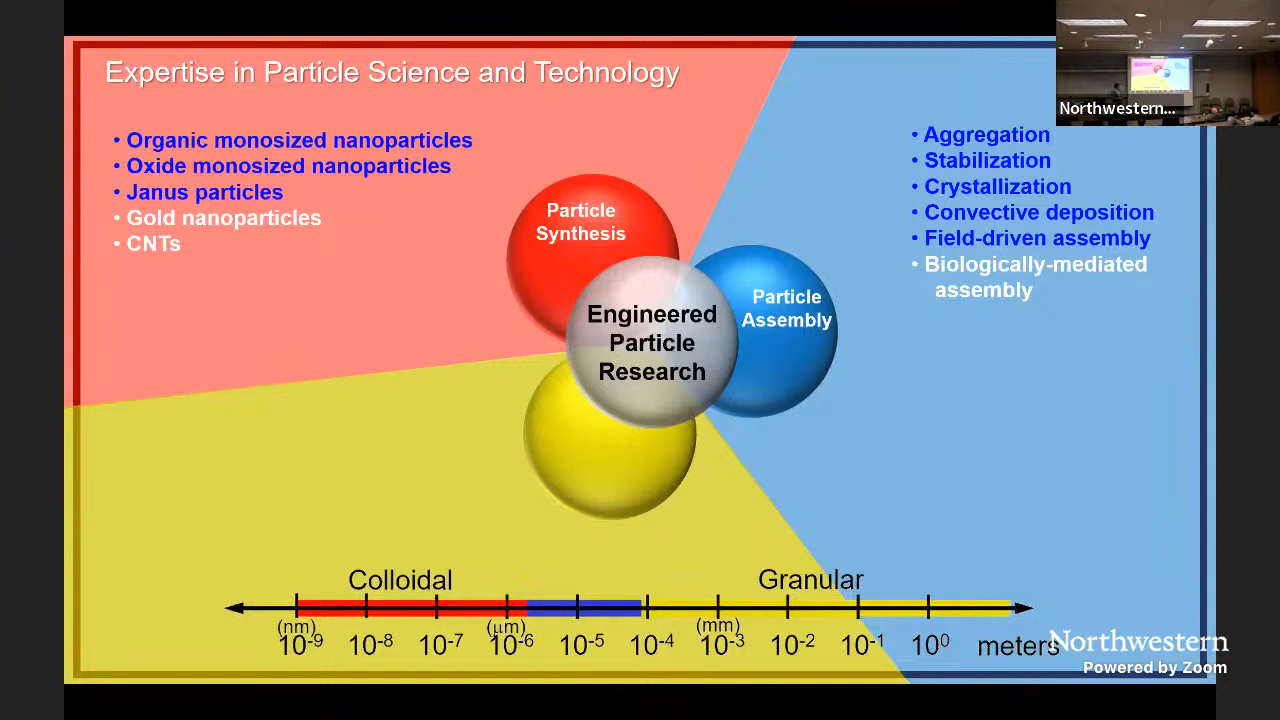 Expertise in Particle Science and Technology
Northwestern...
• Organic monosized nanoparticles
• Oxide monosized nanoparticles
• Janus particles
• Gold nanoparticles
• CNTs
• Aggregation
• Stabilization
• Crystallization
• Convective deposition
• Field-driven assembly
• Biologically-mediated
assembly
Particle
Synthesis
Particle
Assembly
Engineered
Particle
Research
Colloidal
Granular
(nm) (μm) (mm)
10-9 10-8 10-7 10-6 10-5 10-4 10-3 10-2 10-1 100 meters
Northwestern
Powered by Zoom